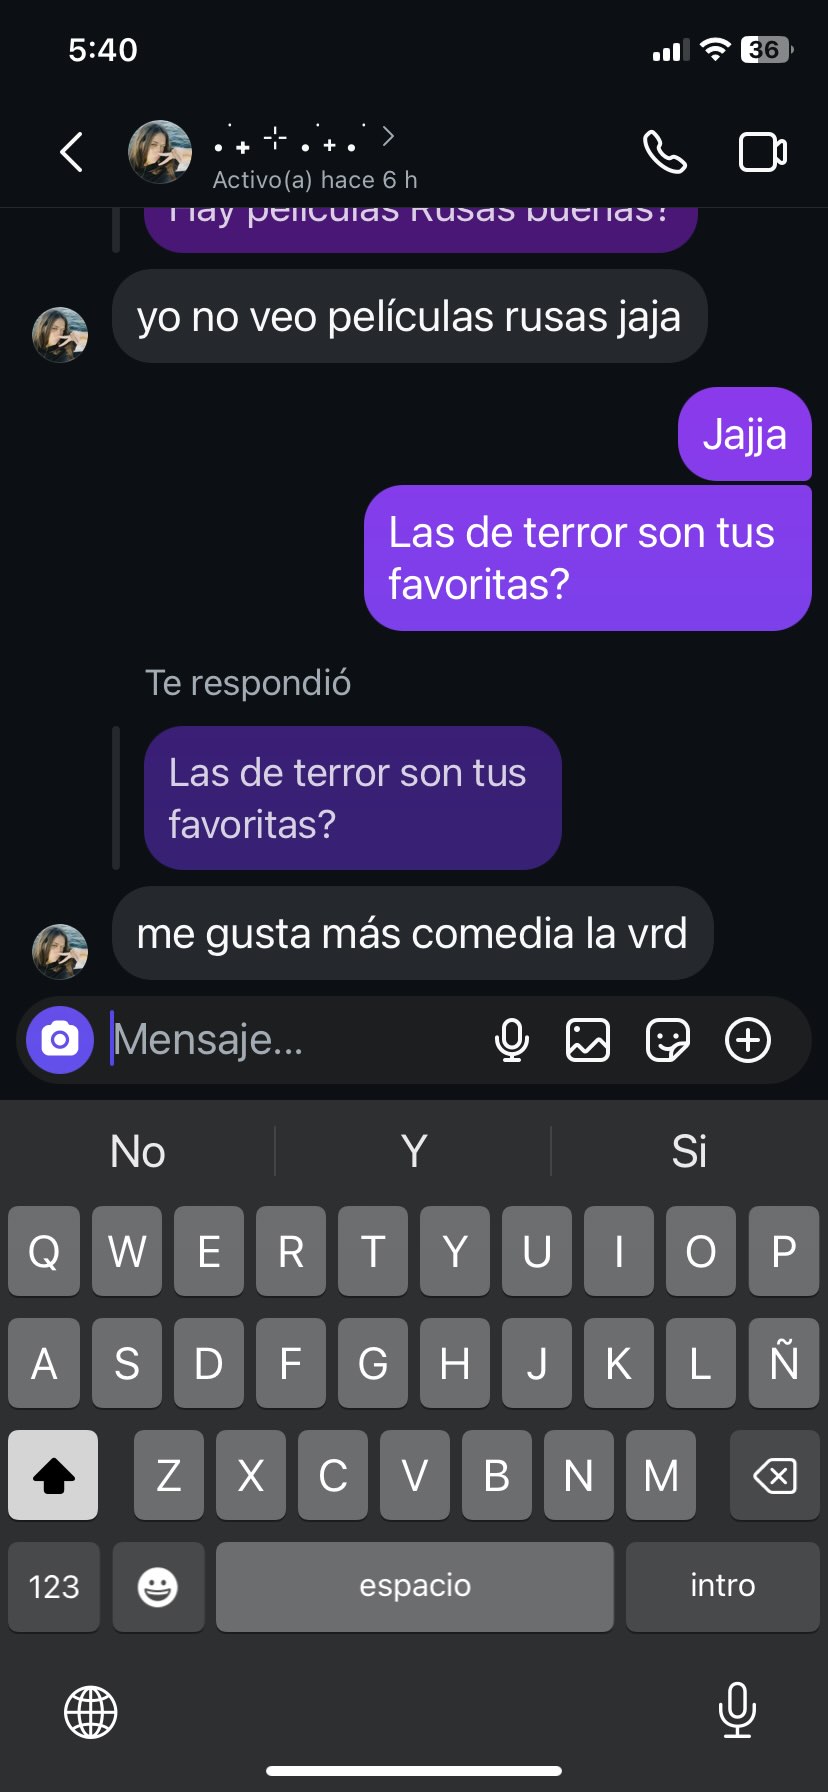 5:40
36
Activo(a) hace 6 h
Hay películas Rusas buenas?
yo no veo películas rusas jaja
Jajja
Las de terror son tus
favoritas?
Te respondió
Las de terror son tus
favoritas?
me gusta más comedia la vrd
Mensaje...
No Y Si
Q W E R T Y U I O P
A S D F G H J K L Ñ
Z X C V B N M
123 espacio intro